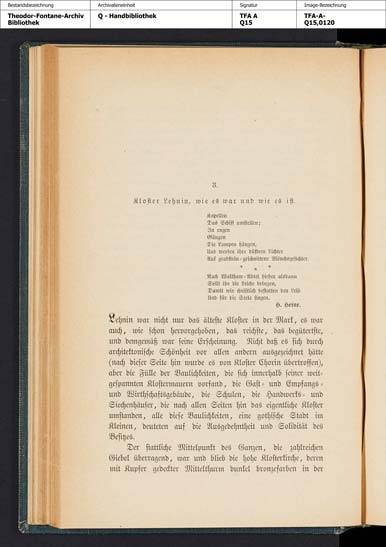 Bestandsbezeichnung
Archivalieneinheit
Signatur
Image-Bezeichnung
Theodor-Fontane-Archiv
Bibliothek
Q - Handbibliothek
TFA A
Q15
TFA-A-
Q15,0120
3.
Kloster Lehnin, wie es war und wie es ist.
Kapellen
Das Schiff umstellen;
In engen
Gängen
Die Lampen hängen,
Und werfen ihre düstern Lichter
Auf grabstein-geschnittene Mönchsgesichter.
* * *
Nach Waltham-Abtei hieher alsdann
Sollt ihr die Leiche bringen,
Damit wir christlich bestatten den Leib
Und für die Seele singen.
H. Heine.
Lehnin war nicht nur das älteste Kloster in der Mark, es war
auch, wie schon hervorgehoben, das reichste, das begütertste,
und demgemäß war seine Erscheinung. Nicht daß es sich durch
architektonische Schönheit vor allen andern ausgezeichnet hätte
(nach dieser Seite hin wurde es von Kloster Chorin übertroffen),
aber die Fülle der Baulichkeiten, die sich innerhalb seiner weit-
gespannten Klostermauern vorfand, die Gast- und Empfangs-
und Wirthschaftsgebäude, die Schulen, die Handwerks- und
Siechenhäuser, die nach allen Seiten hin das eigentliche Kloster
umstanden, alle diese Baulichkeiten, eine gothische Stadt im
Kleinen, deuteten auf die Ausgedehntheit und Solidität des
Besitzes.
Der stattliche Mittelpunkt des Ganzen, die zahlreichen
Giebel überragend, war und blieb die hohe Klosterkirche, deren
mit Kupfer gedeckter Mittelthurm dunkel bronzefarben in der